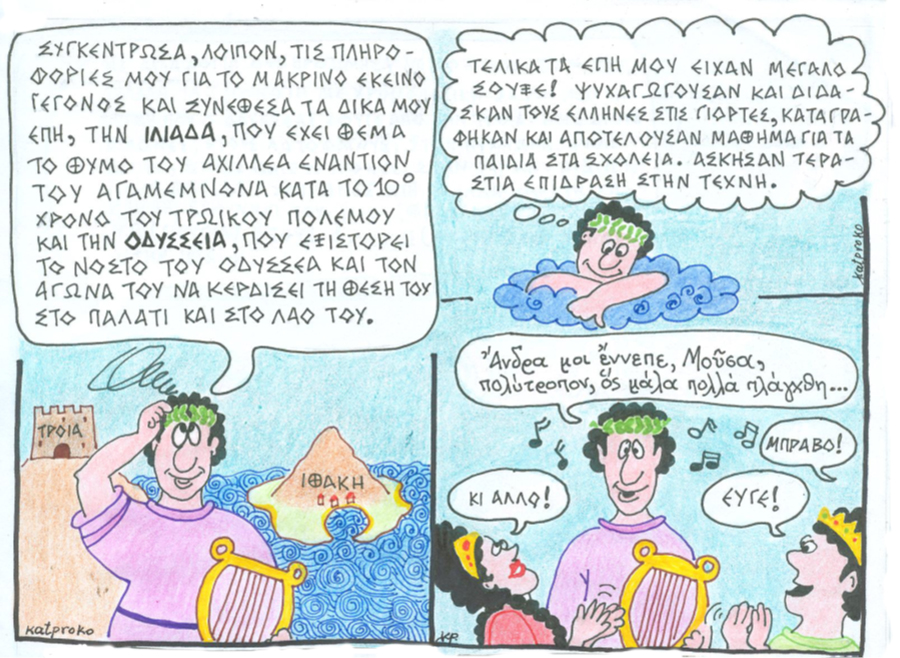 ΣΥΓΚΕΝΤΡΩΣΑ, ΛΟΙΠΟΝ, ΤΙΣ ΠΛΗΡΟ-
ΦΟΡΙΕΣ ΜΟΥ ΓΙΑ ΤΟ ΜΑΚΡΙΝΟ ΕΚΕΙΝΟ
ΓΕΓΟΝΟΣ ΚΑΙ ΣΥΝΕΘΕΣΑ ΤΑ ΔΙΚΑ ΜΟΥ
ΕΠΗ, ΤΗΝ ΙΛΙΑΔΑ, ΠΟΥ ΕΧΕΙ ΘΕΜΑ
ΤΟ ΘΥΜΟ ΤΟΥ ΑΧΙΛΛΕΑ ΕΝΑΝΤΙΟΝ
ΤΟΥ ΑΓΑΜΕΜΝΟΝΑ ΚΑΤΑ ΤΟ 10°
ΧΡΟΝΟ ΤΟΥ ΤΡΩΙΚΟΥ ΠΟΛΕΜΟΥ
ΚΑΙ ΤΗΝ ΟΔΥΣΣΕΙΑ, ΠΟΥ ΕΞΙΣΤΟΡΕΙ
ΤΟ ΝΟΣΤΟ ΤΟΥ ΟΔΥΣΣΕΑ ΚΑΙ ΤΟΝ
ΑΓΩΝΑ ΤΟΥ ΝΑ ΚΕΡΔΙΣΕΙ ΤΗ ΘΕΣΗ ΤΟΥ
ΣΤΟ ΠΑΛΑΤΙ ΚΑΙ ΣΤΟ ΛΑΟ ΤΟΥ.
ΤΡΟΙΑ
ΙΘΑΚΗ
katproko
ΤΕΛΙΚΑ ΤΑ ΕΠΗ ΜΟΥ ΕΙΧΑΝ ΜΕΓΑΛΟ
ΣΟΥΞΕ! ΨΥΧΑΓΩΓΟΥΣΑΝ ΚΑΙ ΔΙΔΑ-
ΣΚΑΝ ΤΟΥΣ ΕΛΛΗΝΕΣ ΣΤΙΣ ΓΙΟΡΤΕΣ, ΚΑΤΑΓΡΑ-
ΦΗΚΑΝ ΚΑΙ ΑΠΟΤΕΛΟΥΣΑΝ ΜΑΘΗΜΑ ΓΙΑ ΤΑ
ΠΑΙΔΙΑ ΣΤΑ ΣΧΟΛΕΙΑ. ΑΣΚΗΣΑΝ ΤΕΡΑ-
ΣΤΙΑ ΕΠΙΔΡΑΣΗ ΣΤΗΝ ΤΕΧΝΗ.
katproko
Ἄνδρα μοι ἔννεπε, Μοῦσα,
πολύτροπον, ὅς μάλα πολλά πλάγχθη...
ΜΠΡΑΒΟ!
ΚΙ ΑΛΛΟ!
ΕΥΓΕ!
KP